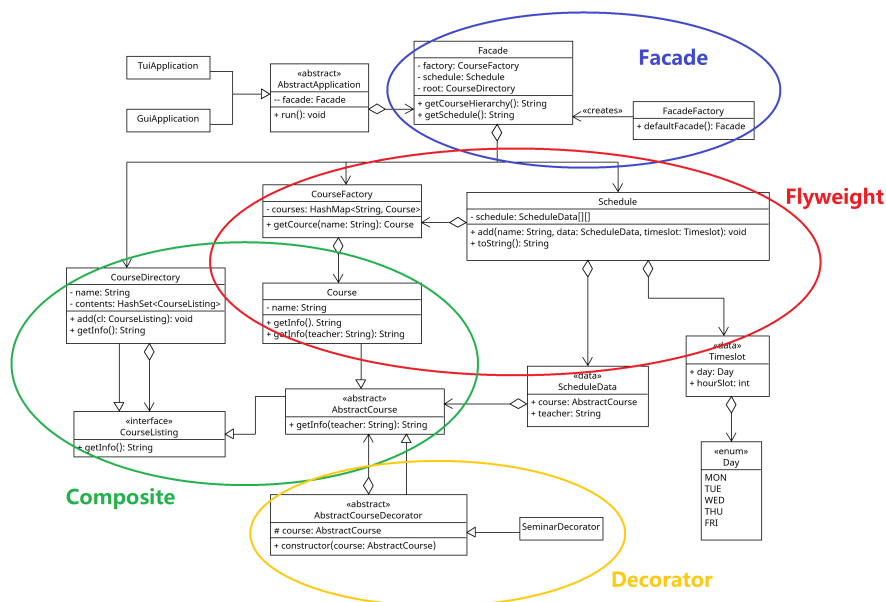 TuiApplication
GuiApplication
«abstract»
AbstractApplication
-- facade: Facade
+ run(): void
Facade
- factory: CourseFactory
- schedule: Schedule
- root: CourseDirectory
+ getCourseHierarchy(): String
+ getSchedule(): String
Facade
«creates»
FacadeFactory
+ defaultFacade(): Facade
Flyweight
CourseFactory
- courses: HashMap<String, Course>
+ getCource(name: String): Course
Schedule
- schedule: ScheduleData[][]
+ add(name: String, data: ScheduleData, timeslot: Timeslot): void
+ toString(): String
CourseDirectory
- name: String
- contents: HashSet<CourseListing>
+ add(cl: CourseListing): void
+ getInfo(): String
Course
- name: String
+ getInfo(). String
+ getInfo(teacher: String): String
«data»
Timeslot
+ day: Day
+ hourSlot: int
«data»
ScheduleData
+ course: AbstractCourse
+ teacher: String
«abstract»
AbstractCourse
+ getInfo(teacher: String): String
«interface»
CourseListing
+ getInfo(): String
«enum»
Day
MON
TUE
WED
THU
FRI
Composite
«abstract»
AbstractCourseDecorator
# course: AbstractCourse
+ constructor(course: AbstractCourse)
SeminarDecorator
Decorator